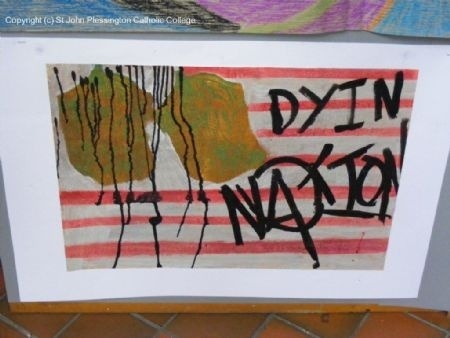 Copyright (c) St John Plessington Catholic College
DYIN
NATION